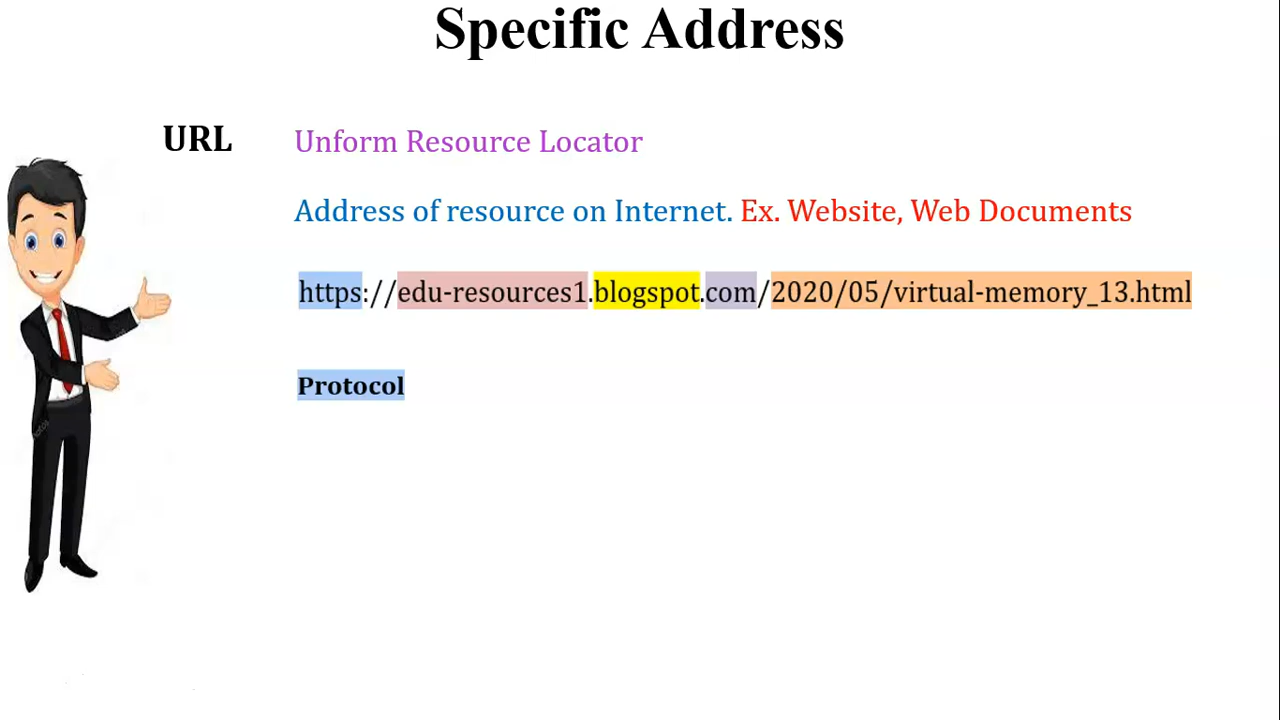 Specific Address
URL
Unform Resource Locator
Address of resource on Internet. Ex. Website, Web Documents
https://edu-resources1.blogspot.com/2020/05/virtual-memory_13.html
Protocol